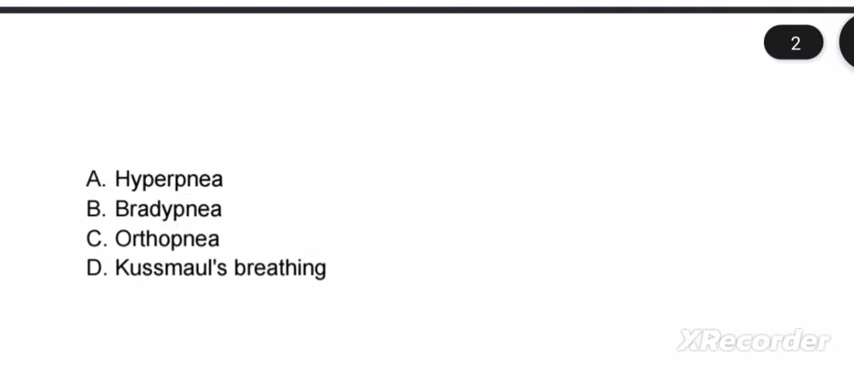 2
A. Hyperpnea
B. Bradypnea
C. Orthopnea
D. Kussmaul's breathing
XRecorder